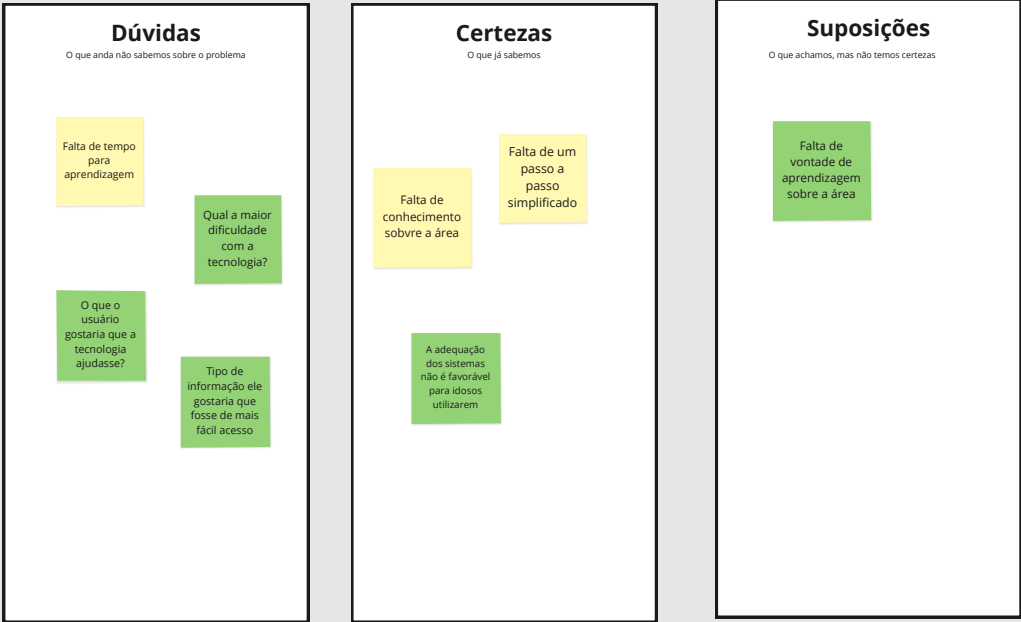 Dúvidas
O que anda não sabemos sobre o problema
Falta de tempo
para
aprendizagem
Qual a maior
dificuldade
com a
tecnologia?
O que o
usuário
gostaria que a
tecnologia
ajudasse?
Tipo de
informação ele
gostaria que
fosse de mais
fácil acesso
Certezas
O que já sabemos
Falta de um
passo a
passo
simplificado
Falta de
conhecimento
sobvre a área
A adequação
dos sistemas
não é favorável
para idosos
utilizarem
Suposições
O que achamos, mas não temos certezas
Falta de
vontade de
aprendizagem
sobre a área